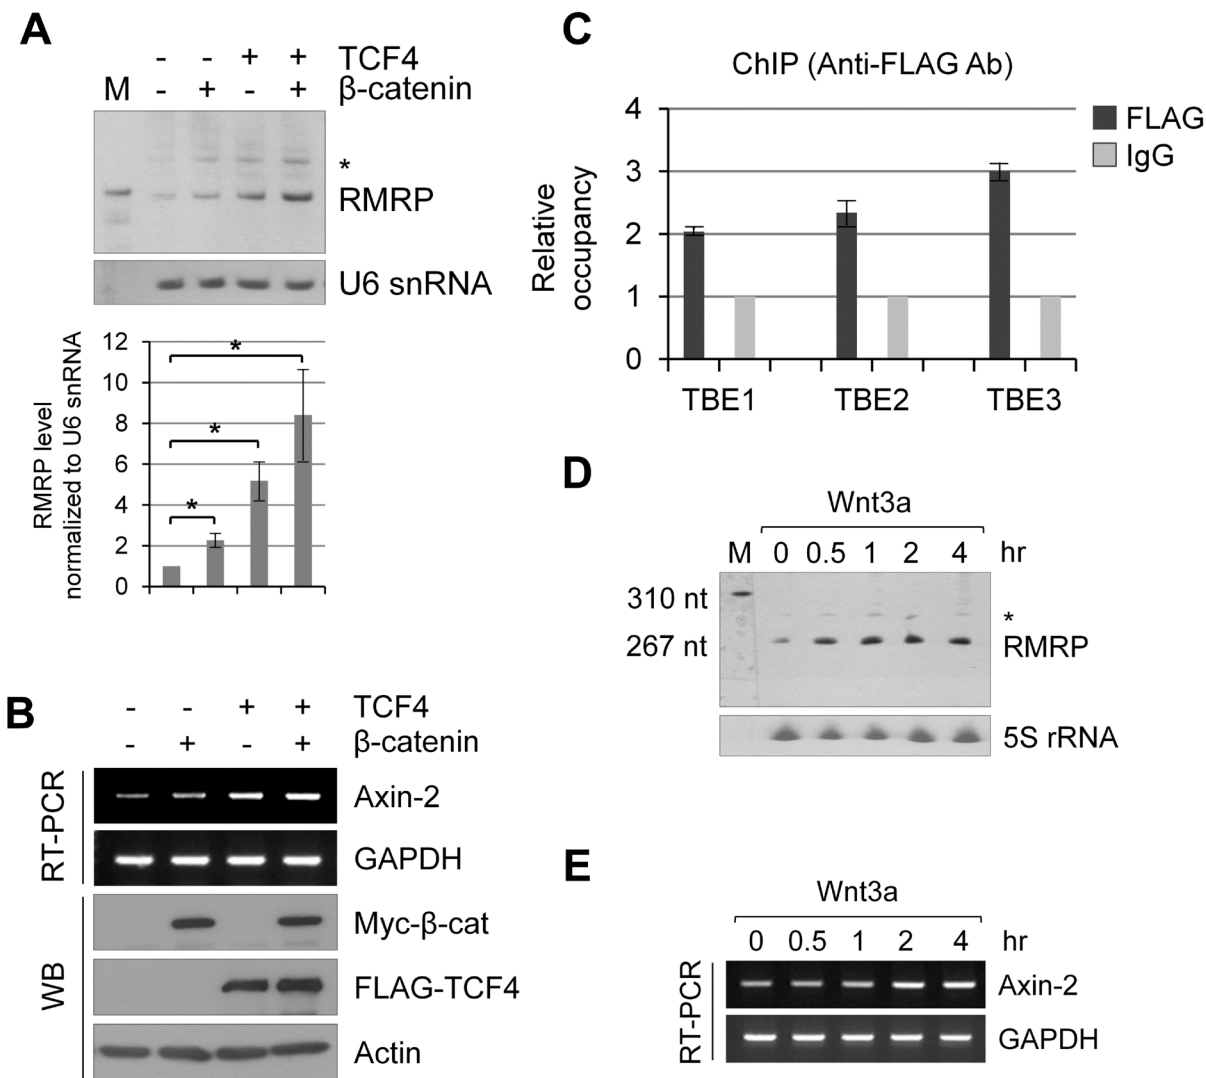 A
- - + + TCF4
M - + - + β-catenin
*
RMRP
U6 snRNA
RMRP level
normalized to U6 snRNA
12
10
8
6
4
2
0
*
*
*
B
- - + + TCF4
- + - + β-catenin
RT-PCR
Axin-2
GAPDH
WB
Myc-β-cat
FLAG-TCF4
Actin
C
ChIP (Anti-FLAG Ab)
Relative
occupancy
4
3
2
1
0
FLAG
IgG
TBE1 TBE2 TBE3
D
Wnt3a
M 0 0.5 1 2 4 hr
310 nt
*
267 nt RMRP
5S rRNA
E
Wnt3a
0 0.5 1 2 4 hr
RT-PCR
Axin-2
GAPDH